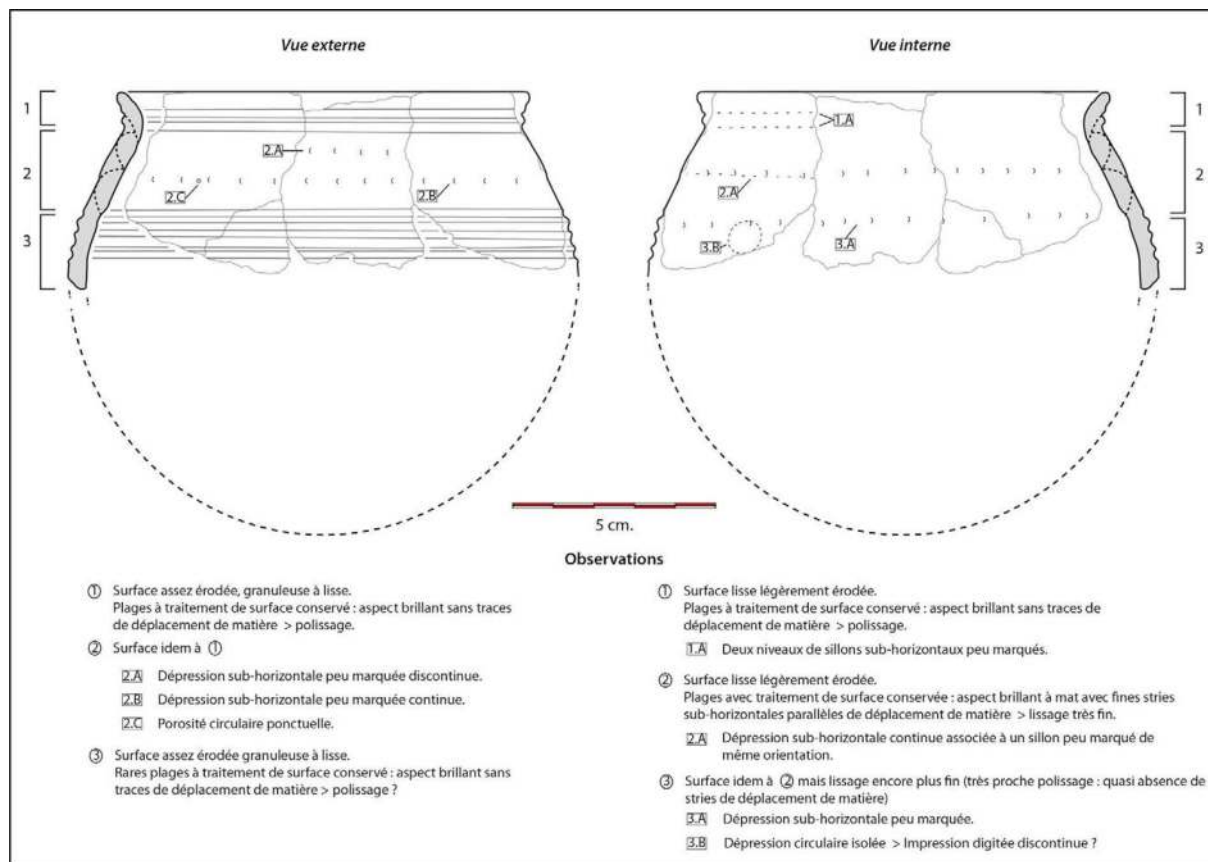 Vue externe
Vue interne
1
2
3
2.A
2.C
2.B
1.A
2.A
3.B
3.A
1
2
3
5 cm.
Observations
① Surface assez érodée, granuleuse à lisse.
Plages à traitement de surface conservé : aspect brillant sans traces
de déplacement de matière > polissage.
② Surface idem à ①
2.A Dépression sub-horizontale peu marquée discontinue.
2.B Dépression sub-horizontale peu marquée continue.
2.C Porosité circulaire ponctuelle.
③ Surface assez érodée granuleuse à lisse.
Rares plages à traitement de surface conservé : aspect brillant sans
traces de déplacement de matière > polissage ?
① Surface lisse légèrement érodée.
Plages à traitement de surface conservé : aspect brillant sans traces de
déplacement de matière > polissage.
1.A Deux niveaux de sillons sub-horizontaux peu marqués.
② Surface lisse légèrement érodée.
Plages avec traitement de surface conservée : aspect brillant à mat avec fines stries
sub-horizontales parallèles de déplacement de matière > lissage très fin.
2.A Dépression sub-horizontale continue associée à un sillon peu marqué de
même orientation.
③ Surface idem à ② mais lissage encore plus fin (très proche polissage : quasi absence de
stries de déplacement de matière)
3.A Dépression sub-horizontale peu marquée.
3.B Dépression circulaire isolée > Impression digitée discontinue ?